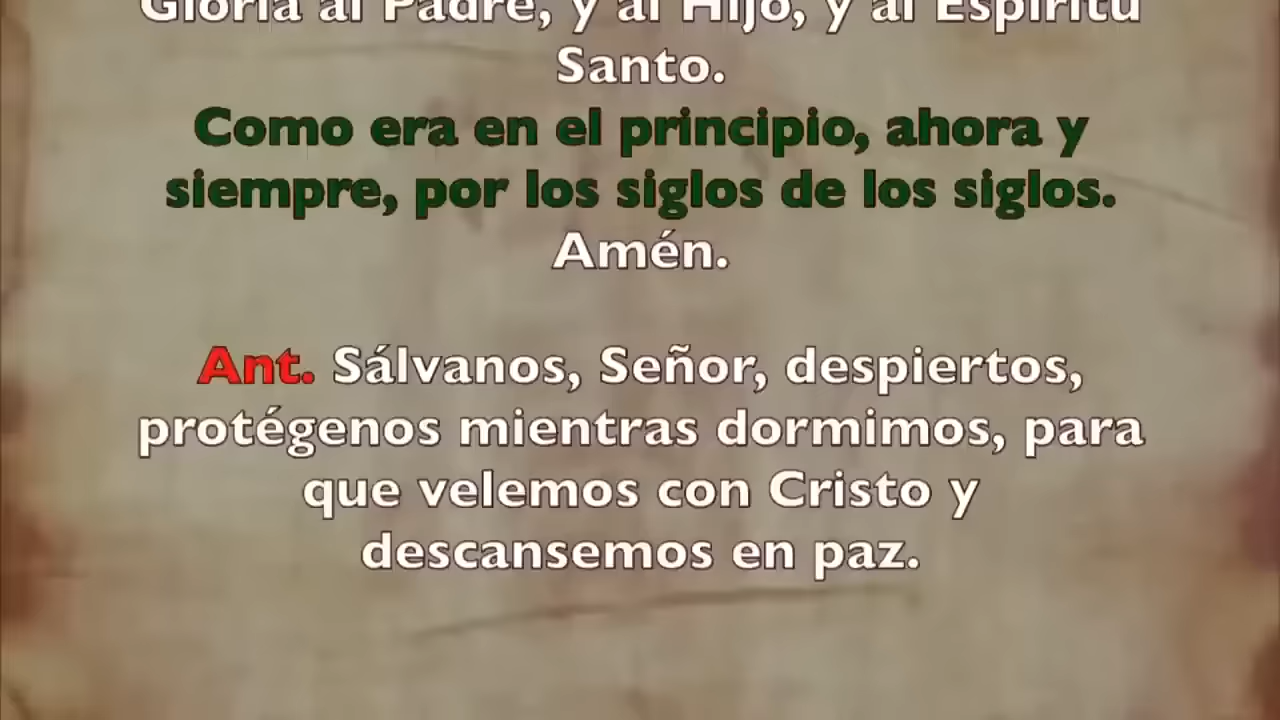 Gloria al Padre, y al Hijo, y al Espíritu
Santo.
Como era en el principio, ahora y
siempre, por los siglos de los siglos.
Amén.
Ant. Sálvanos, Señor, despiertos,
protégenos mientras dormimos, para
que velemos con Cristo y
descansemos en paz.